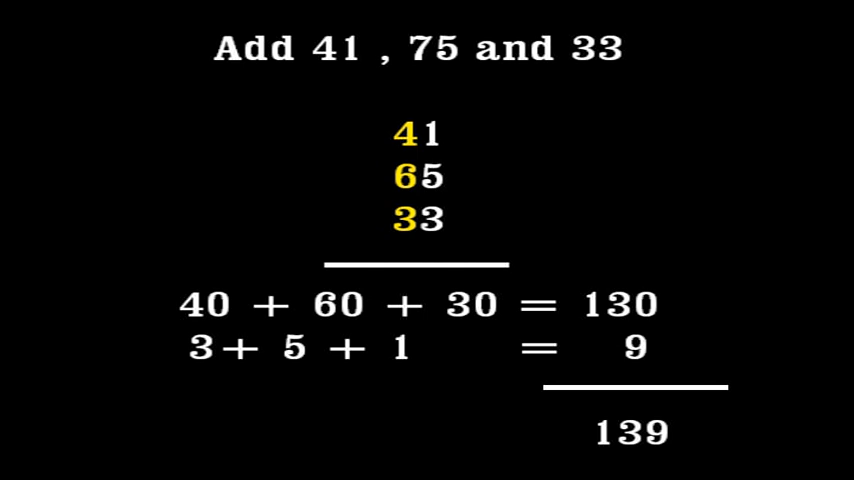 Add 41 , 75 and 33
41
65
33
40 + 60 + 30 = 130
3+ 5 + 1 = 9
139